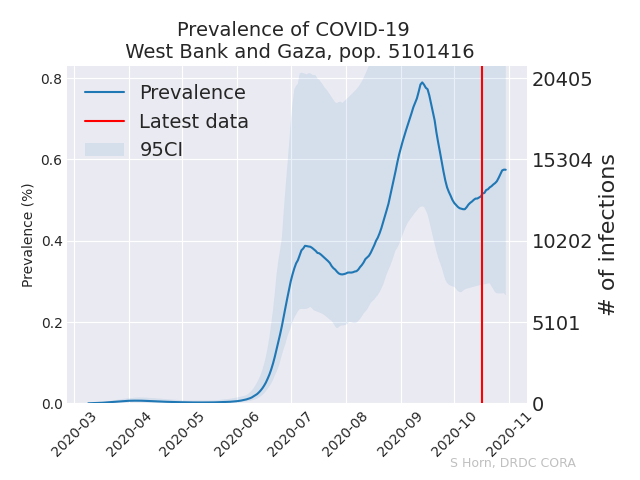 Prevalence of COVID-19
West Bank and Gaza, pop. 5101416
Prevalence
Latest data
95CI
Prevalence (%)
0.8
0.6
0.4
0.2
0.0
20405
15304
10202
5101
0
# of infections
2020-03
2020-04
2020-05
2020-06
2020-07
2020-08
2020-09
2020-10
2020-11
S Horn, DRDC CORA